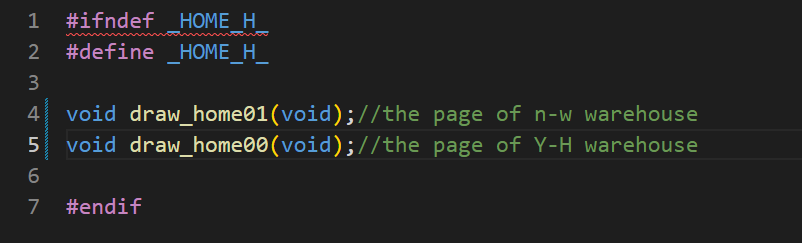 1 #ifndef _HOME_H_
2 #define _HOME_H_
3
4 void draw_home01(void);//the page of n-w warehouse
5 void draw_home00(void);//the page of Y-H warehouse
6
7 #endif